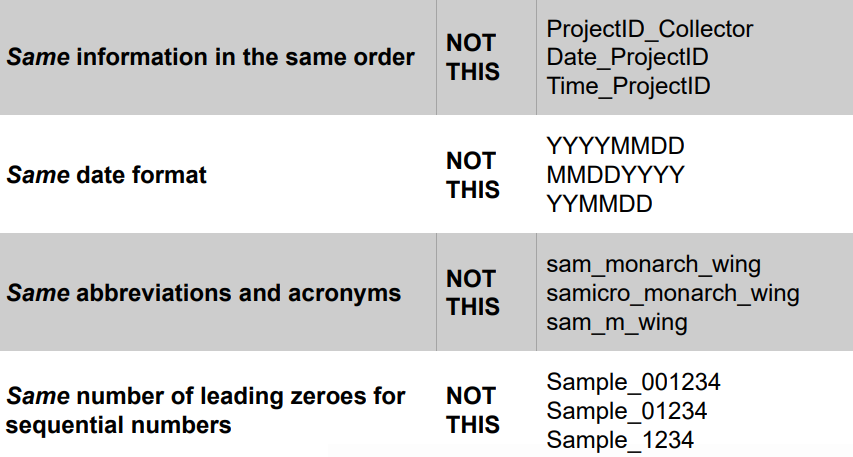 Same information in the same order
NOT
THIS
ProjectID_Collector
Date_ProjectID
Time_ProjectID
Same date format
NOT
THIS
YYYYMMDD
MMDDYYYY
YYMMDD
Same abbreviations and acronyms
NOT
THIS
sam_monarch_wing
samicro_monarch_wing
sam_m_wing
Same number of leading zeroes for
sequential numbers
NOT
THIS
Sample_001234
Sample_01234
Sample_1234